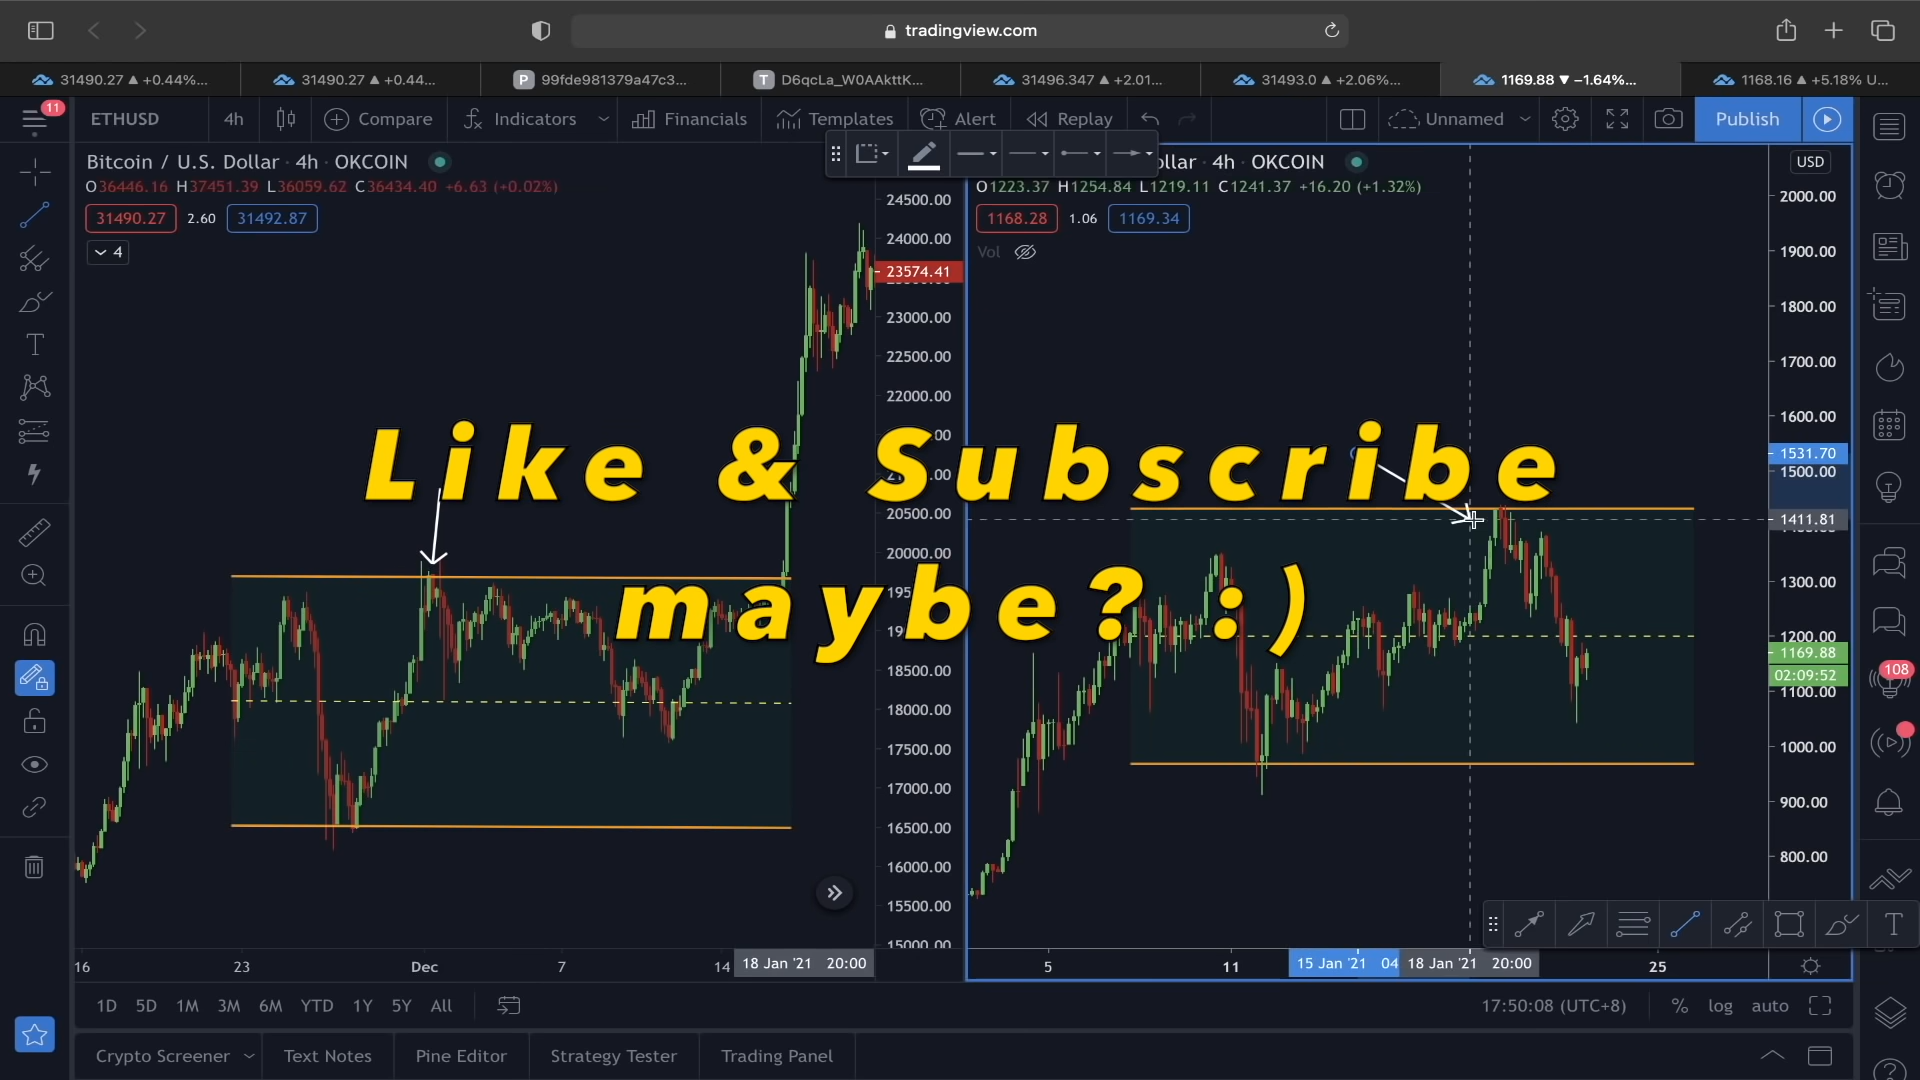 tradingview.com
31490.27 ▲ +0.44%...
31490.27 ▲ +0.44...
P 99fde981379a47c3...
T D6qcLa_W0AAkttK...
31496.347 ▲ +2.01...
31493.0 ▲ +2.06%...
1169.88 ▼ −1.64%...
1168.16 ▲ +5.18% U...
11
ETHUSD 4h Compare Indicators Financials Templates Alert Replay Unnamed Publish
Bitcoin / U.S. Dollar · 4h · OKCOIN
O36446.16 H37451.39 L36059.62 C36434.40 +6.63 (+0.02%)
31490.27 2.60 31492.87
4
24500.00
24000.00
23574.41
23000.00
22500.00
22000.00
20500.00
20000.00
18500.00
18000.00
17500.00
17000.00
16500.00
16000.00
15500.00
15000.00
16 23 Dec 7 14 18 Jan '21 20:00
ollar · 4h · OKCOIN
O1223.37 H1254.84 L1219.11 C1241.37 +16.20 (+1.32%)
1168.28 1.06 1169.34
Vol
USD
2000.00
1900.00
1800.00
1700.00
1600.00
1531.70
1500.00
1411.81
1300.00
1200.00
1169.88
02:09:52
1100.00
1000.00
900.00
800.00
5 11 15 Jan '21 04 18 Jan '21 20:00 25
Like & Subscribe
maybe? :)
108
1D 5D 1M 3M 6M YTD 1Y 5Y All
17:50:08 (UTC+8) % log auto
Crypto Screener Text Notes Pine Editor Strategy Tester Trading Panel